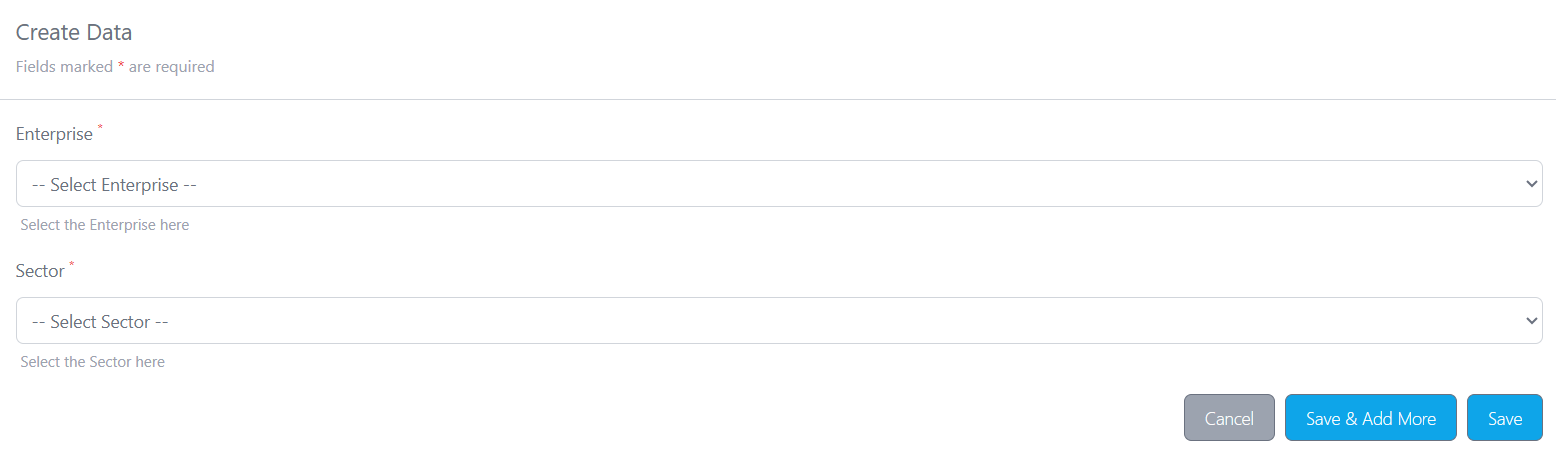 Create Data
Fields marked * are required
Enterprise *
-- Select Enterprise --
Select the Enterprise here
Sector *
-- Select Sector --
Select the Sector here
Cancel Save & Add More Save